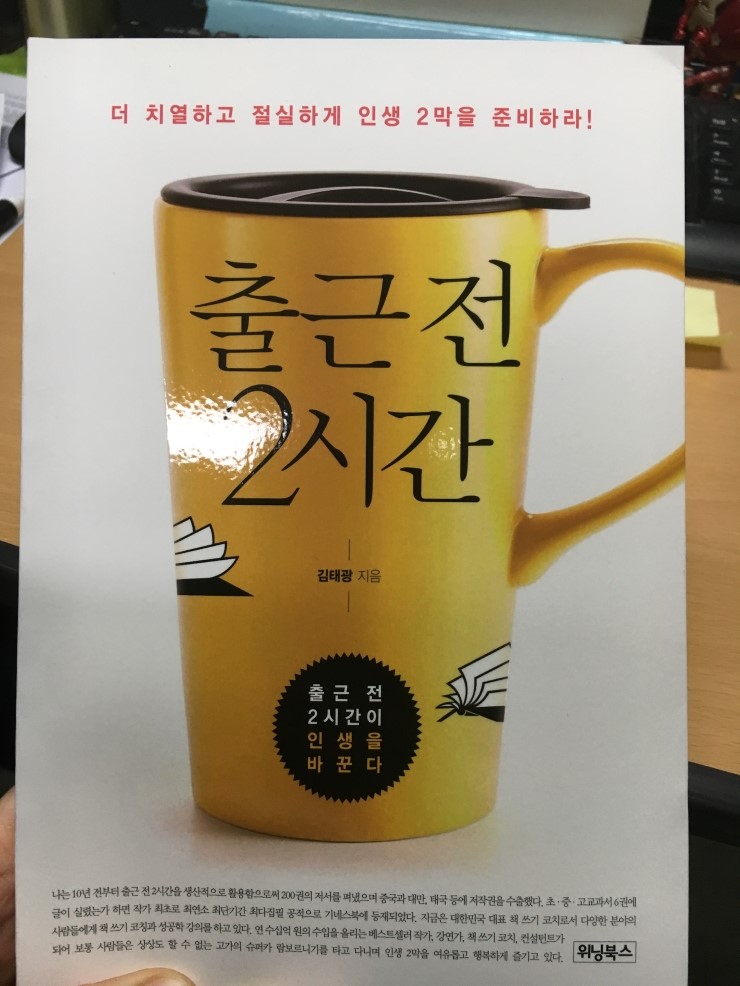 더 치열하고 절실하게 인생 2막을 준비하라!
출근 전
2시간
김태광 지음
출근 전
2시간이
인생을
바꾼다
나는 10년 전부터 출근 전 2시간을 생산적으로 활용함으로써 200권의 저서를 펴냈으며 중국과 대만, 태국 등에 저작권을 수출했다. 초·중·고교과서 6권에
글이 실렸는가 하면 작가 최초로 최연소 최단기간 최다집필 공적으로 기네스북에 등재되었다. 지금은 대한민국 대표 책 쓰기 코치로서 다양한 분야의
사람들에게 책 쓰기 코칭과 성공학 강의를 하고 있다. 연 수십억 원의 수입을 올리는 베스트셀러 작가, 강연가, 책 쓰기 코치, 컨설턴트가
되어 보통 사람들은 상상도 할 수 없는 고가의 슈퍼카 람보르기니를 타고 다니며 인생 2막을 여유롭고 행복하게 즐기고 있다.
위닝북스